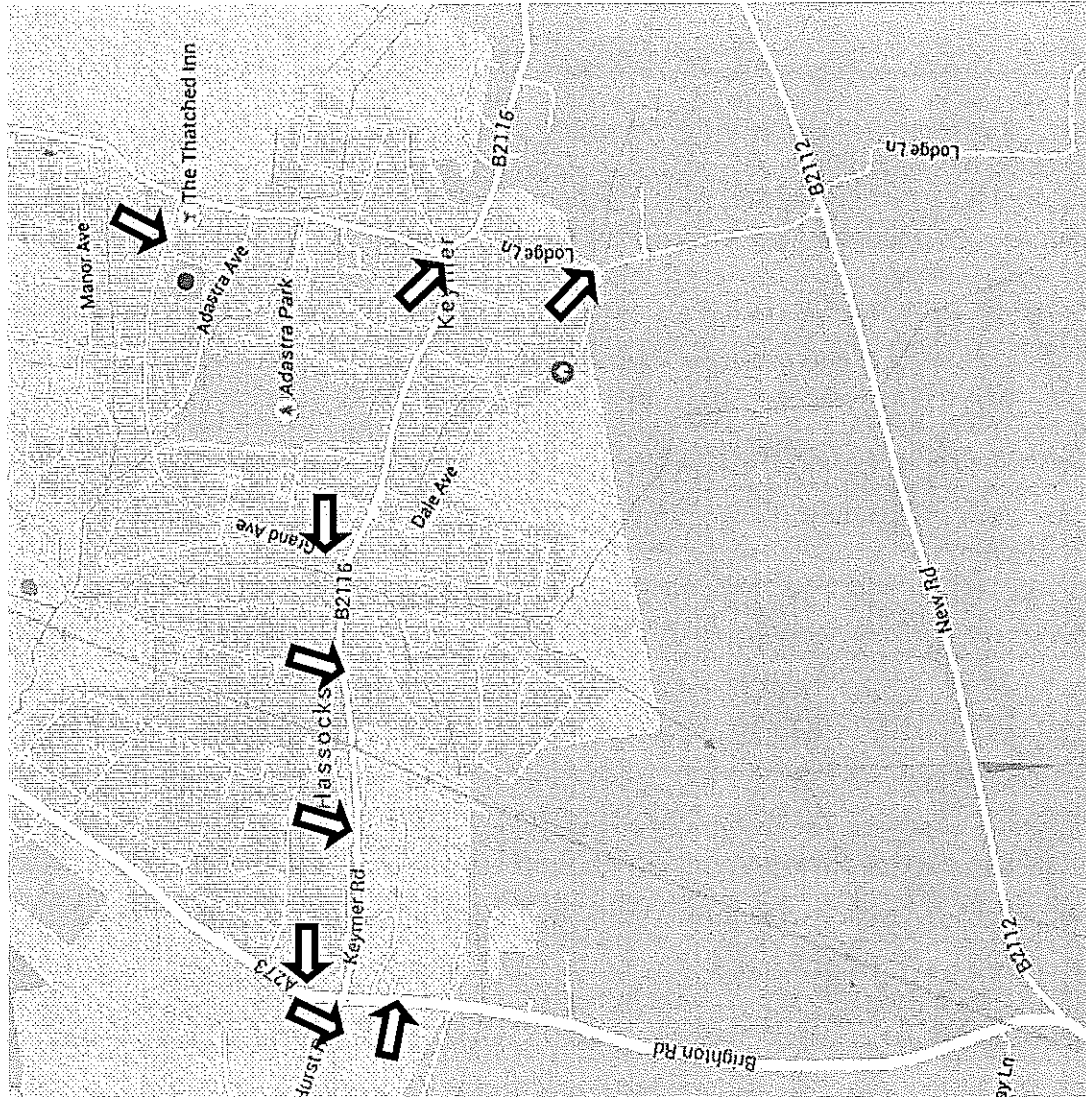 The Thatched Inn
Manor Ave
Adastra Ave
Adastra Park
B2116
Keymer
Lodge Ln
B2112
Lodge Ln
Grand Ave
Dale Ave
B2116
New Rd
Hassocks
Keymer Rd
A273
B2112
Brighton Rd